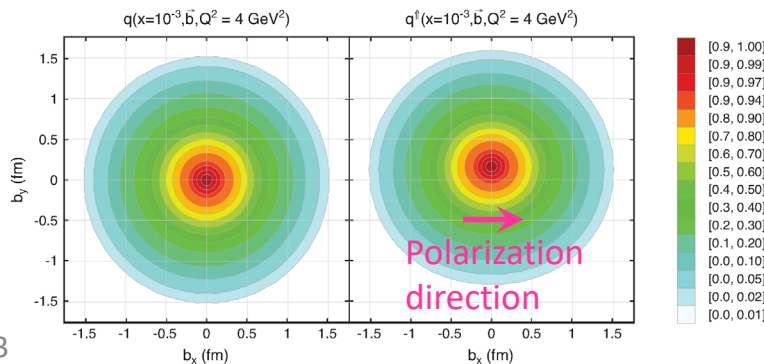 q(x=10⁻³,b⃗,Q² = 4 GeV²)
q⇑(x=10⁻³,b⃗,Q² = 4 GeV²)
b_y (fm)
1.5
1
0.5
0
-0.5
-1
-1.5
Polarization
direction
-1.5 -1 -0.5 0 0.5 1 1.5
-1.5 -1 -0.5 0 0.5 1 1.5
b_x (fm)
b_x (fm)
3
[0.9, 1.00]
[0.9, 0.99]
[0.9, 0.97]
[0.9, 0.94]
[0.8, 0.90]
[0.7, 0.80]
[0.6, 0.70]
[0.5, 0.60]
[0.4, 0.50]
[0.3, 0.40]
[0.2, 0.30]
[0.1, 0.20]
[0.0, 0.10]
[0.0, 0.05]
[0.0, 0.02]
[0.0, 0.01]